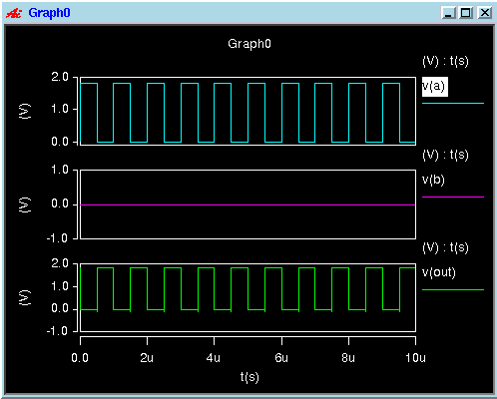 Graph0
Graph0
(V) : t(s)
v(a)
2.0
1.0
0.0
(V)
(V) : t(s)
v(b)
1.0
0.0
-1.0
(V)
(V) : t(s)
v(out)
2.0
1.0
0.0
-1.0
(V)
0.0 2u 4u 6u 8u 10u
t(s)